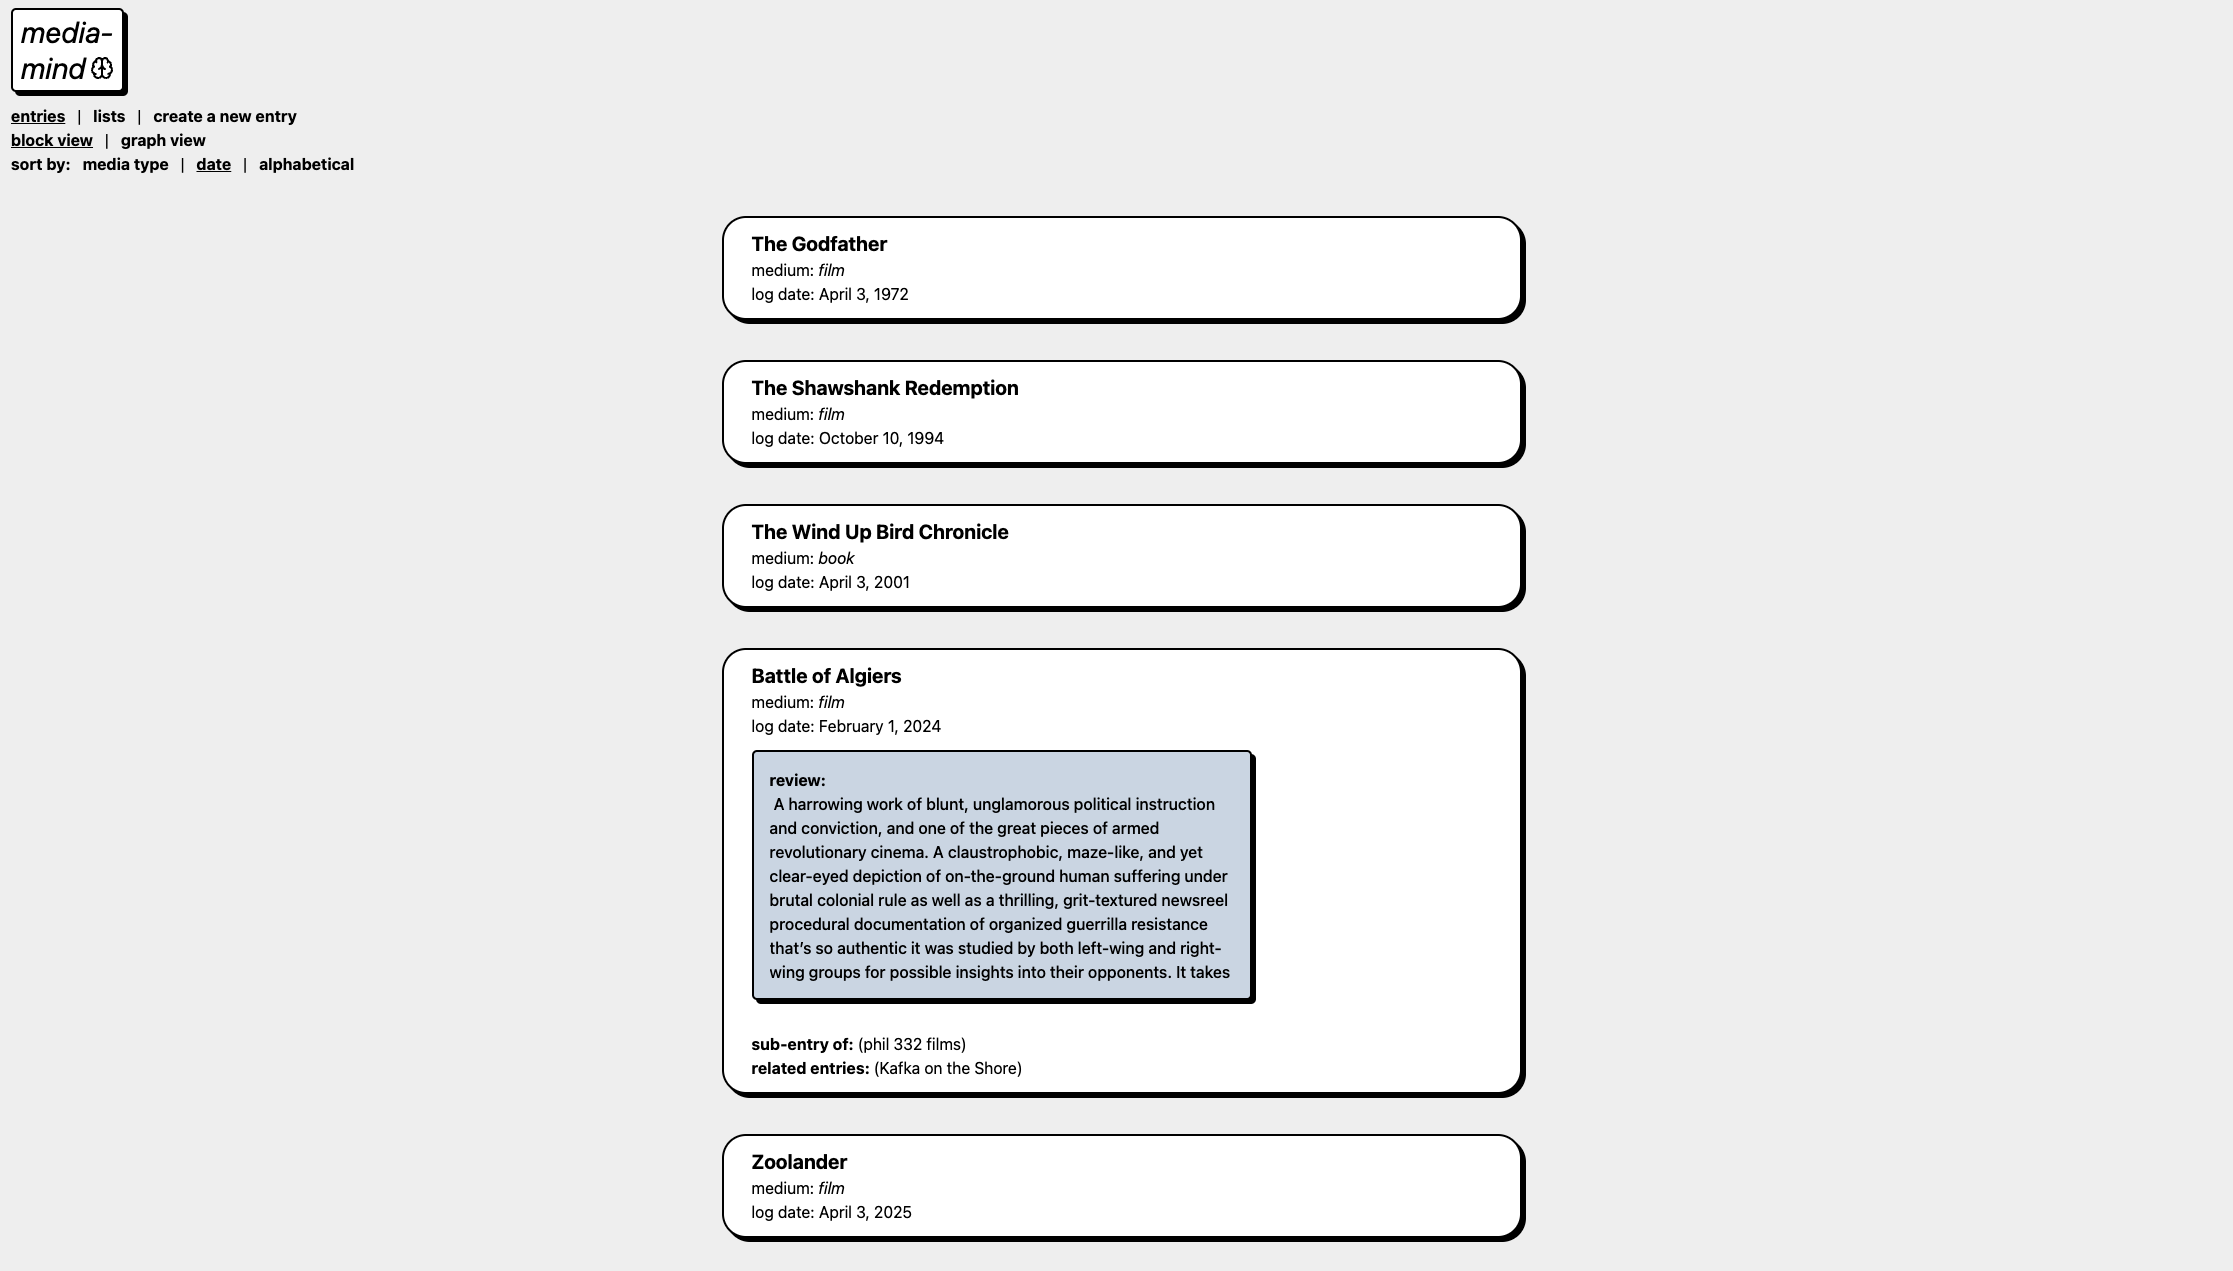 media-
mind
entries | lists | create a new entry
block view | graph view
sort by: media type | date | alphabetical
The Godfather
medium: film
log date: April 3, 1972
The Shawshank Redemption
medium: film
log date: October 10, 1994
The Wind Up Bird Chronicle
medium: book
log date: April 3, 2001
Battle of Algiers
medium: film
log date: February 1, 2024
review:
A harrowing work of blunt, unglamorous political instruction
and conviction, and one of the great pieces of armed
revolutionary cinema. A claustrophobic, maze-like, and yet
clear-eyed depiction of on-the-ground human suffering under
brutal colonial rule as well as a thrilling, grit-textured newsreel
procedural documentation of organized guerrilla resistance
that’s so authentic it was studied by both left-wing and right-
wing groups for possible insights into their opponents. It takes
sub-entry of: (phil 332 films)
related entries: (Kafka on the Shore)
Zoolander
medium: film
log date: April 3, 2025